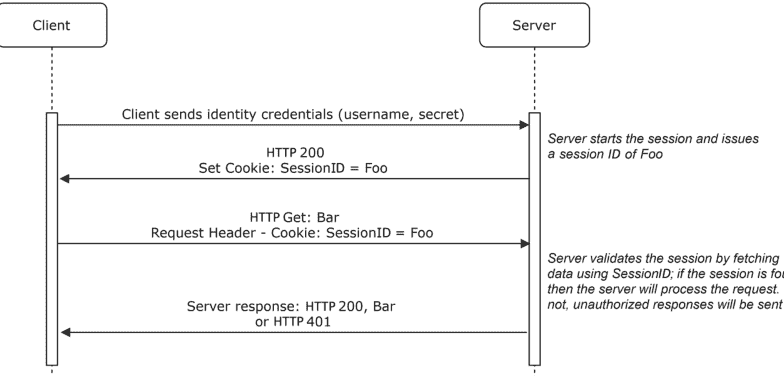 Client
Server
Client sends identity credentials (username, secret)
Server starts the session and issues
a session ID of Foo
HTTP 200
Set Cookie: SessionID = Foo
HTTP Get: Bar
Request Header - Cookie: SessionID = Foo
Server validates the session by fetching
data using SessionID; if the session is
then the server will process the request.
not, unauthorized responses will be sent
Server response: HTTP 200, Bar
or HTTP 401